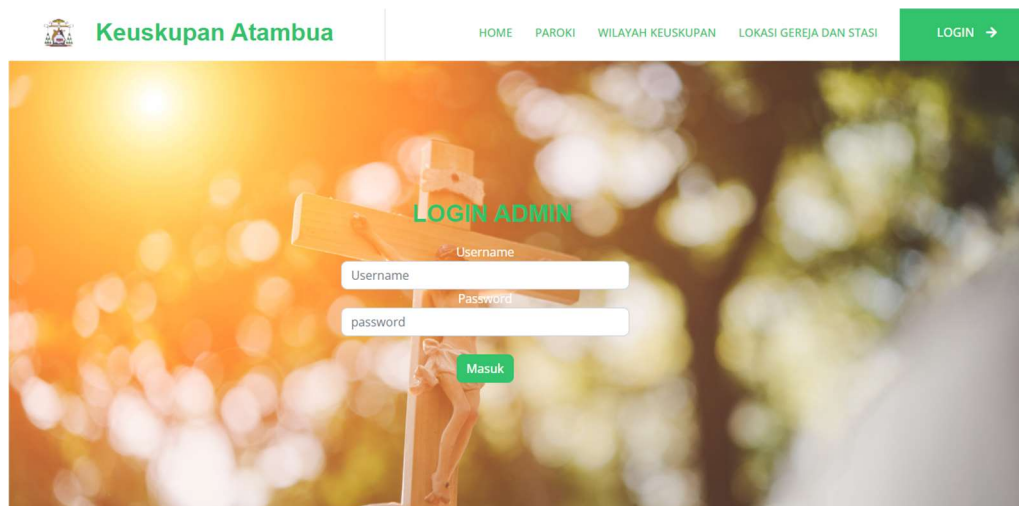 Keuskupan Atambua
HOME PAROKI WILAYAH KEUSKUPAN LOKASI GEREJA DAN STASI LOGIN
LOGIN ADMIN
Username
Username
Password
password
Masuk